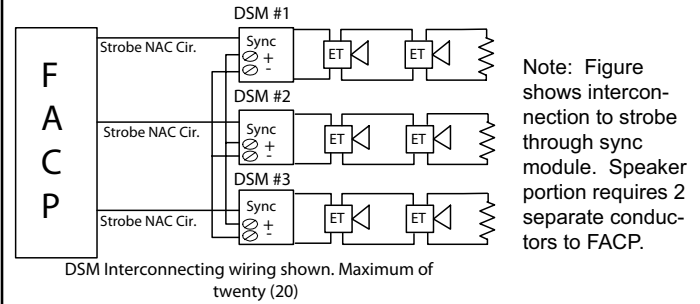 DSM #1
Strobe NAC Cir.
Sync
+
-
ET
ET
DSM #2
Strobe NAC Cir.
Sync
+
-
ET
ET
DSM #3
Strobe NAC Cir.
Sync
+
-
ET
ET
F
A
C
P
DSM Interconnecting wiring shown. Maximum of
twenty (20)
Note: Figure
shows intercon-
nection to strobe
through sync
module. Speaker
portion requires 2
separate conduc-
tors to FACP.